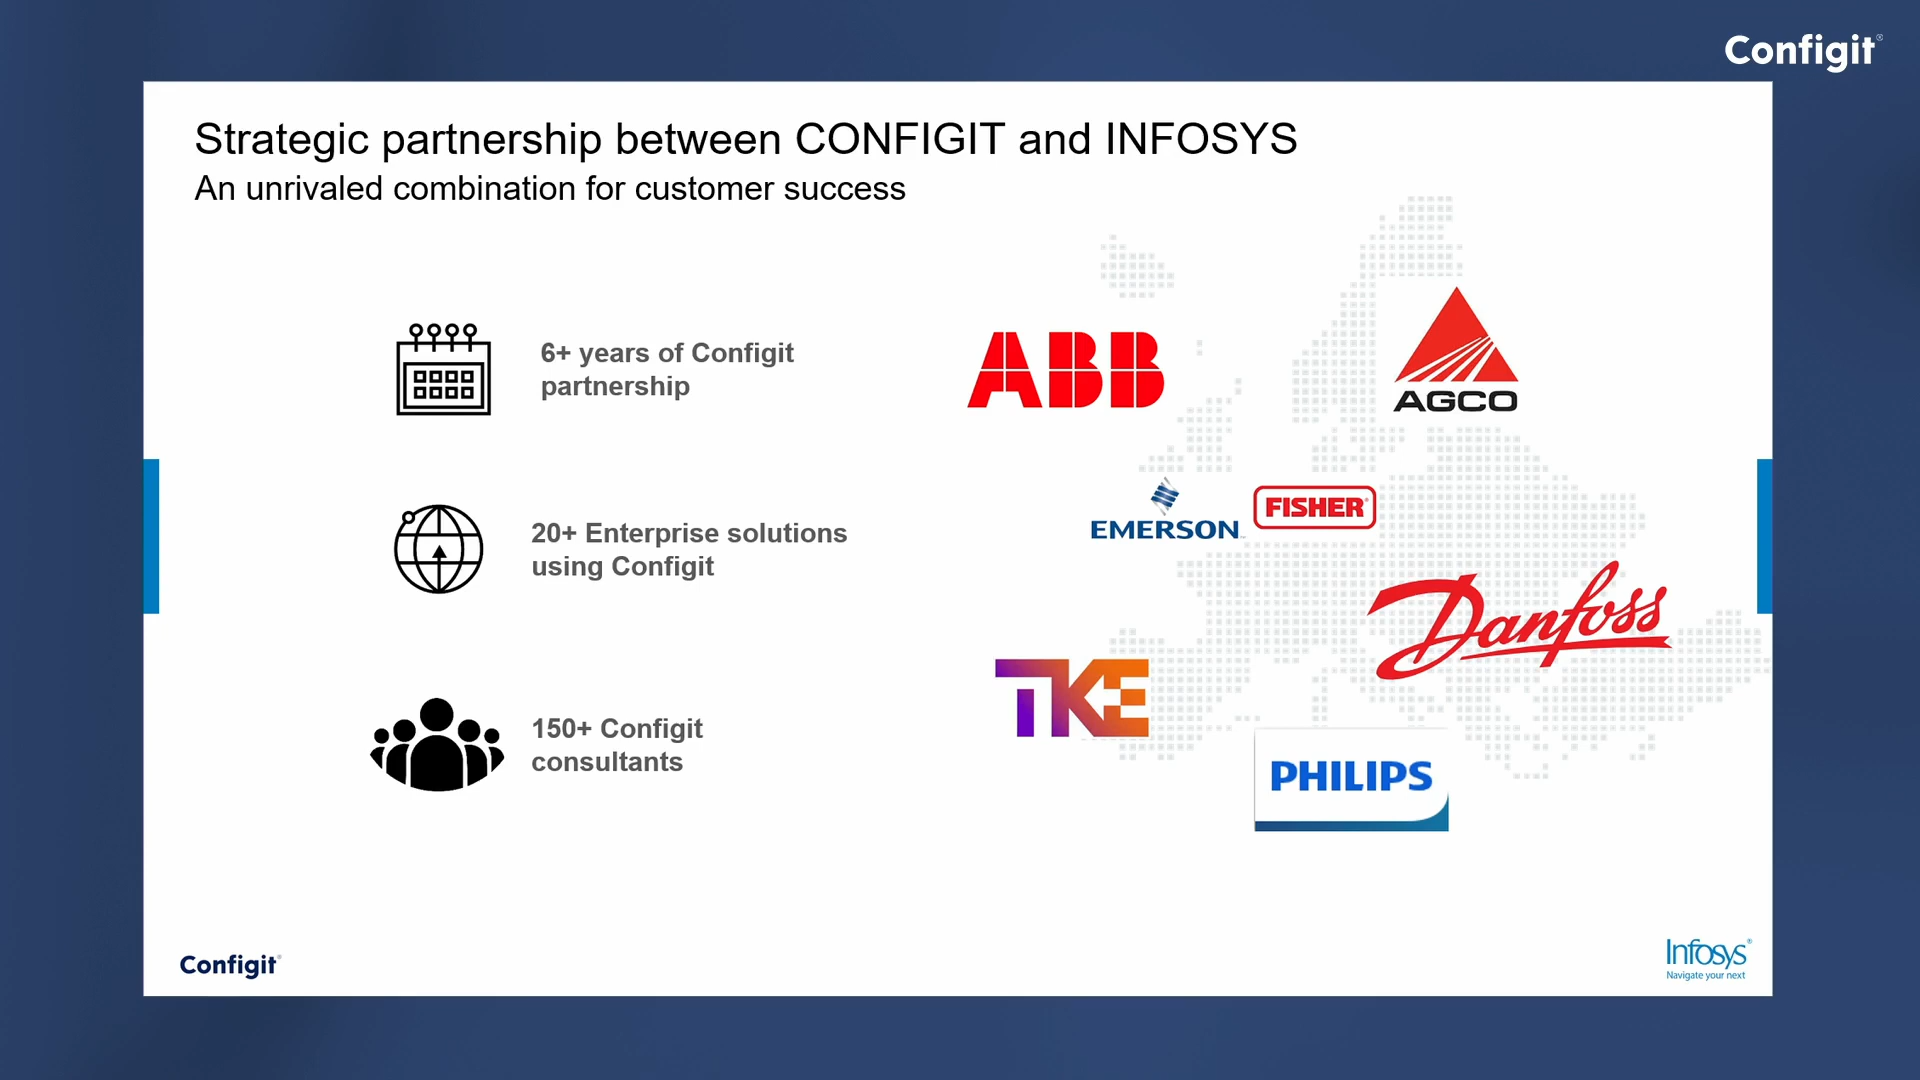 Configit
Strategic partnership between CONFIGIT and INFOSYS
An unrivaled combination for customer success
6+ years of Configit
partnership
20+ Enterprise solutions
using Configit
150+ Configit
consultants
ABB
AGCO
EMERSON
FISHER
Danfoss
TKE
PHILIPS
Configit
Infosys
Navigate your next